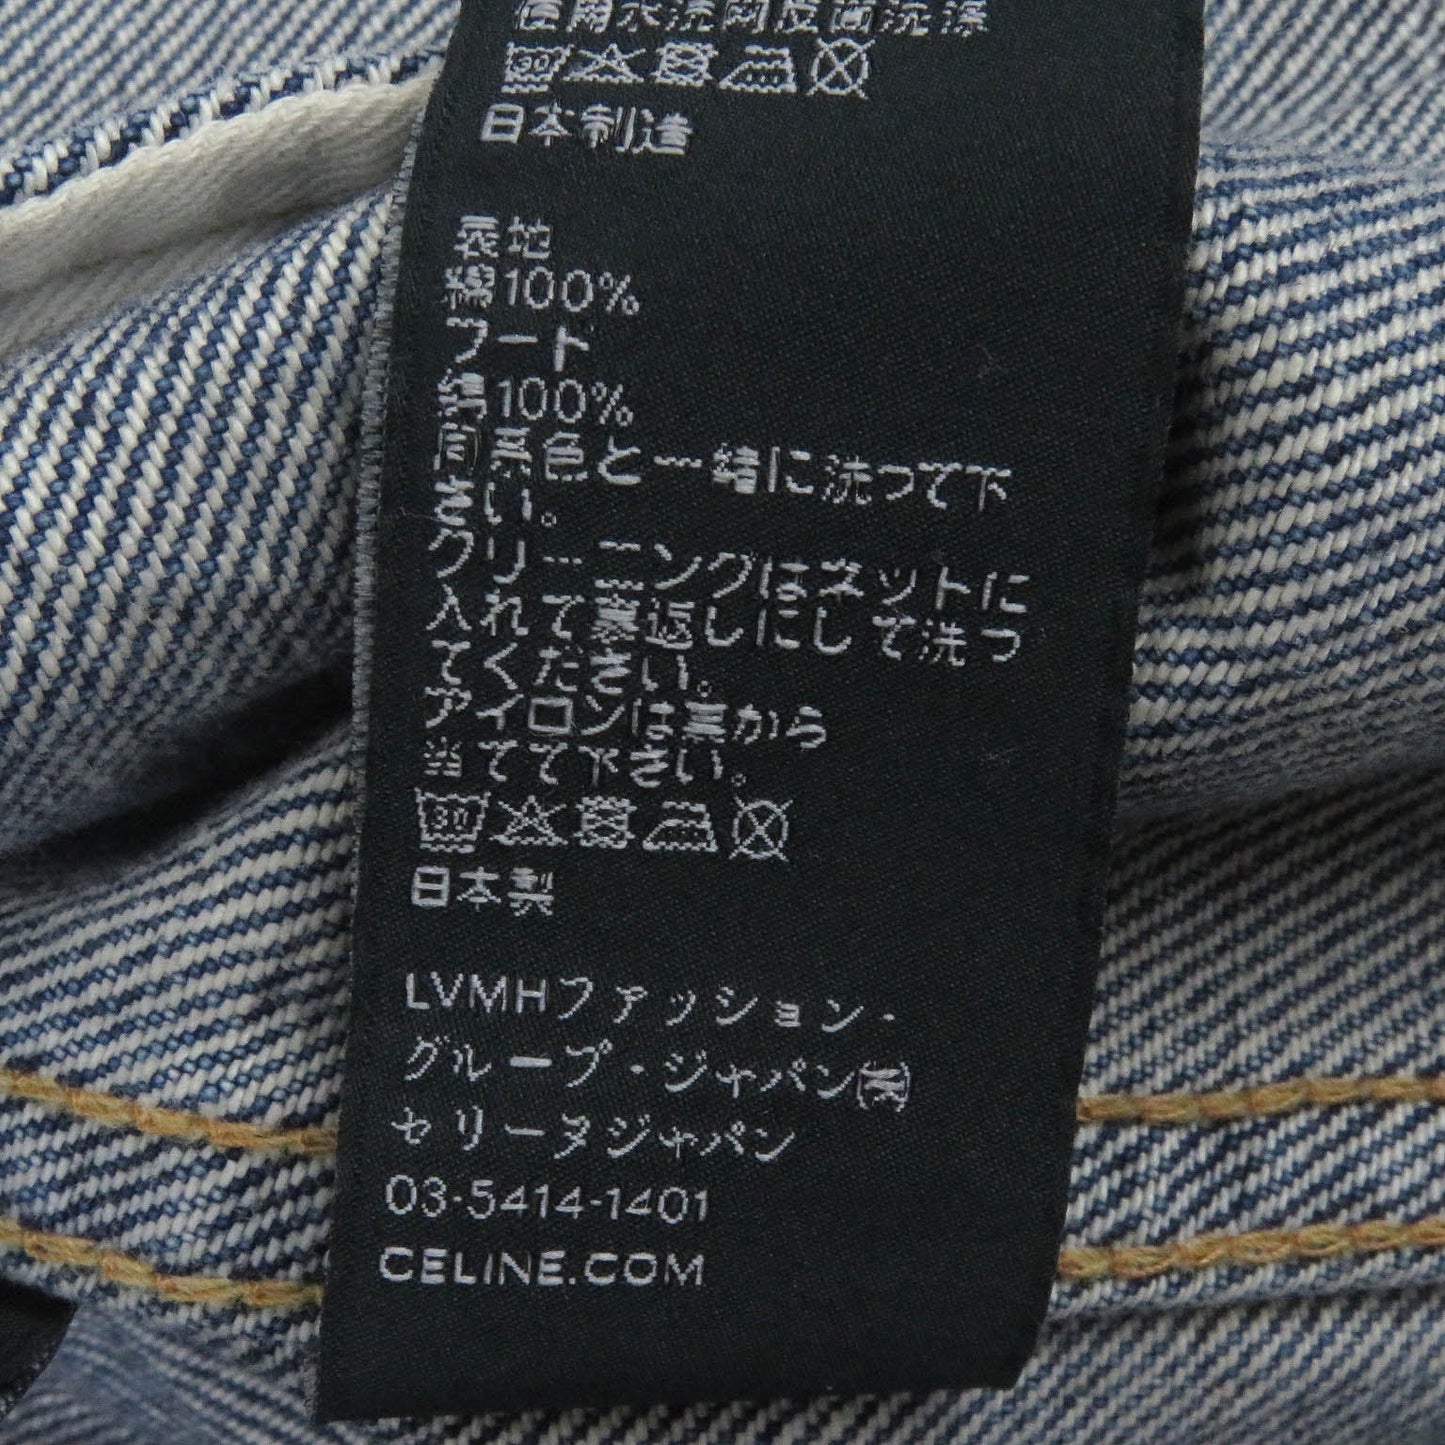 日本制造
表地
綿100%
フード
綿100%
同系色と一緒に洗って下
さい。
クリーニングはネットに
入れて裏返しにして洗っ
てください。
アイロンは裏から
当てて下さい。
30
日本製
LVMHファッション・
グループ・ジャパン㈱
セリーヌジャパン
03-5414-1401
CELINE.COM